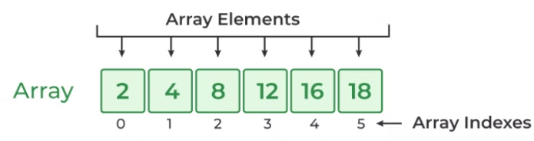 Array Elements
Array 2 4 8 12 16 18
0 1 2 3 4 5 Array Indexes